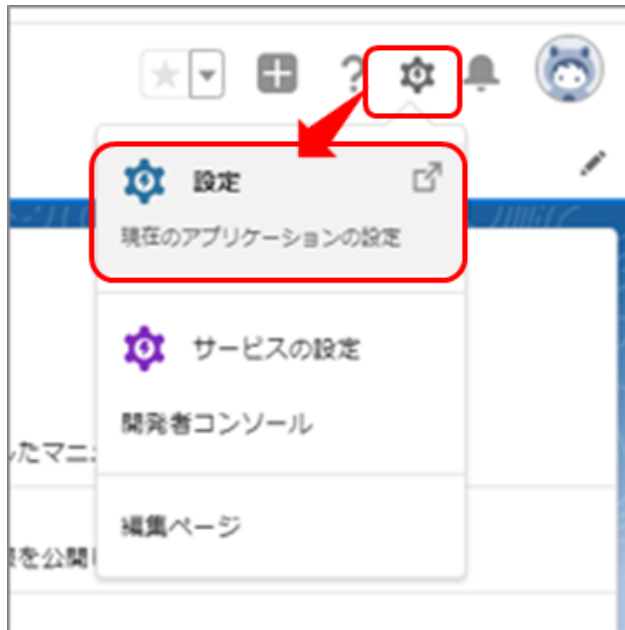 ?
設定
現在のアプリケーションの設定
サービスの設定
開発者コンソール
したマニ
編集ページ
を公開